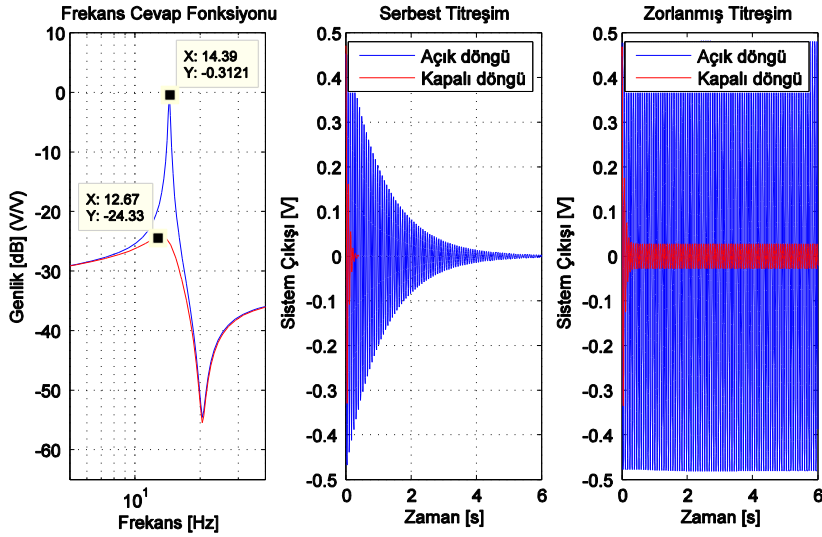 Frekans Cevap Fonksiyonu
Genlik [dB] (V/V)
10
0
-10
-20
-30
-40
-50
-60
X: 14.39
Y: -0.3121
X: 12.67
Y: -24.33
10^1
Frekans [Hz]
Serbest Titreşim
Sistem Çıkışı [V]
0.5
0.4
0.3
0.2
0.1
0
-0.1
-0.2
-0.3
-0.4
-0.5
Açık döngü
Kapalı döngü
0 2 4 6
Zaman [s]
Zorlanmış Titreşim
Sistem Çıkışı [V]
0.5
0.4
0.3
0.2
0.1
0
-0.1
-0.2
-0.3
-0.4
-0.5
Açık döngü
Kapalı döngü
0 2 4 6
Zaman [s]